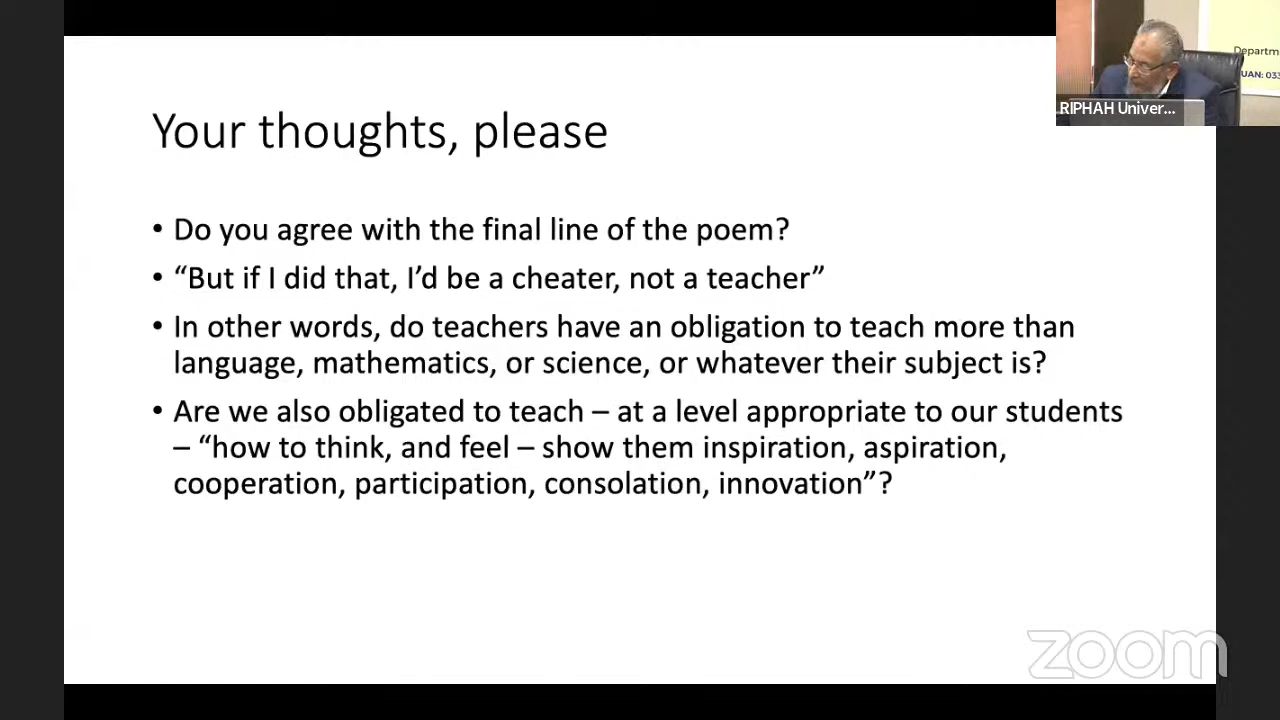 Your thoughts, please
• Do you agree with the final line of the poem?
• “But if I did that, I’d be a cheater, not a teacher”
• In other words, do teachers have an obligation to teach more than
language, mathematics, or science, or whatever their subject is?
• Are we also obligated to teach – at a level appropriate to our students
– “how to think, and feel – show them inspiration, aspiration,
cooperation, participation, consolation, innovation”?
Departm
UAN: 033
RIPHAH Univer...
zoom